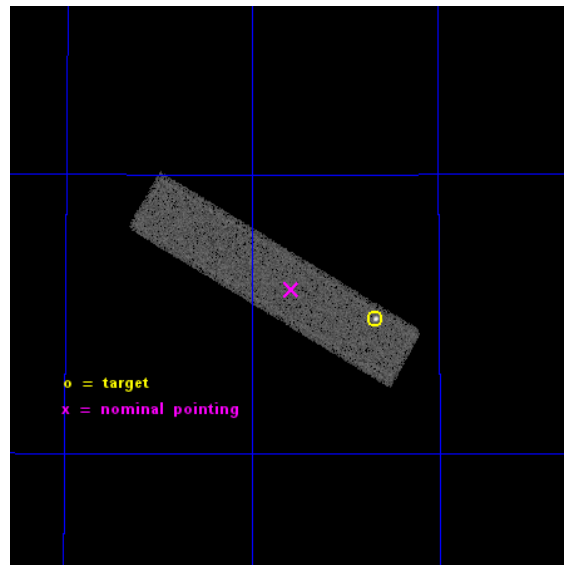 o = target
x = nominal pointing